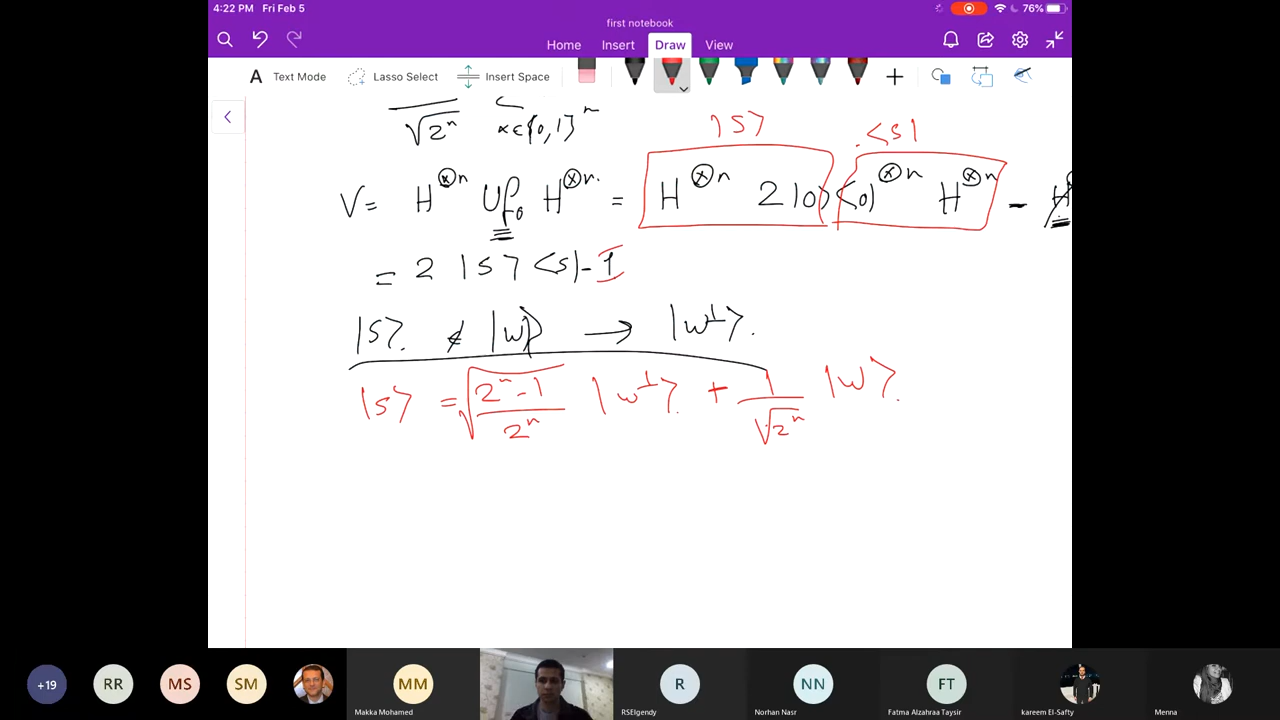 4:22 PM Fri Feb 5
76%
first notebook
Home Insert Draw View
A Text Mode Lasso Select Insert Space
√2ⁿ x∈{0,1}ⁿ
|S> <S|
V= H^⊗n Uf₀ H^⊗n = H^⊗n 2|0> <0|^⊗n H^⊗n - H
= 2 |S> <S| - I
|S> |w> → |w^⊥>.
|S> = √(2ⁿ-1 / 2ⁿ) |w^⊥> + 1/√2ⁿ |w>.
+19 RR MS SM MM R NN FT
Makka Mohamed RSElgendy Norhan Nasr Fatma Alzahraa Taysir kareem El-Safty Menna